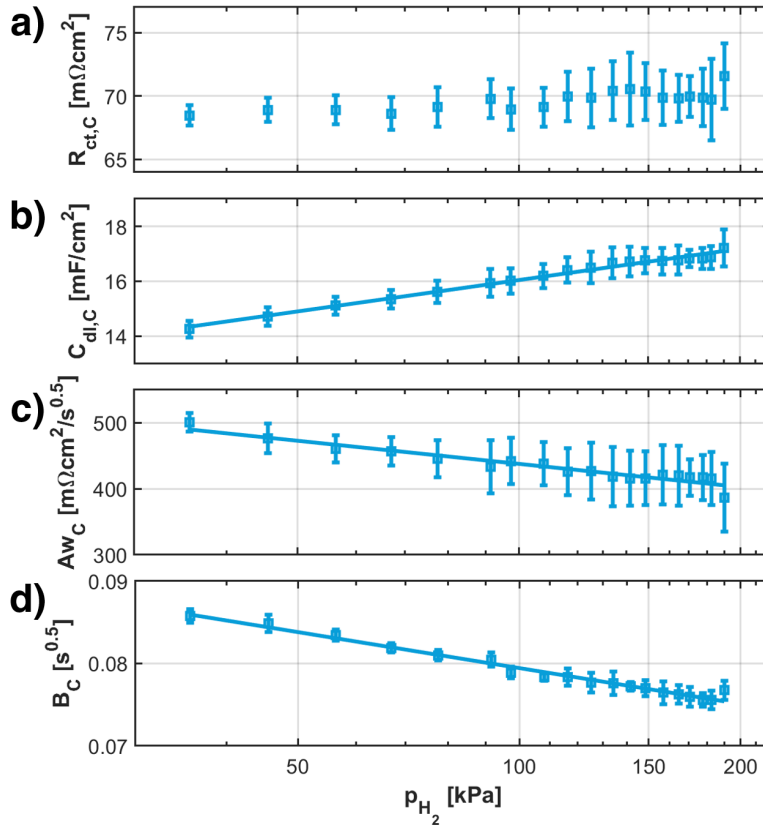 a)
R_ct,C [mΩcm²]
75
70
65
b)
C_dl,C [mF/cm²]
18
16
14
c)
Aw_C [mΩcm²/s^0.5]
500
400
300
d)
B_C [s^0.5]
0.09
0.08
0.07
50 100 150 200
p_H₂ [kPa]